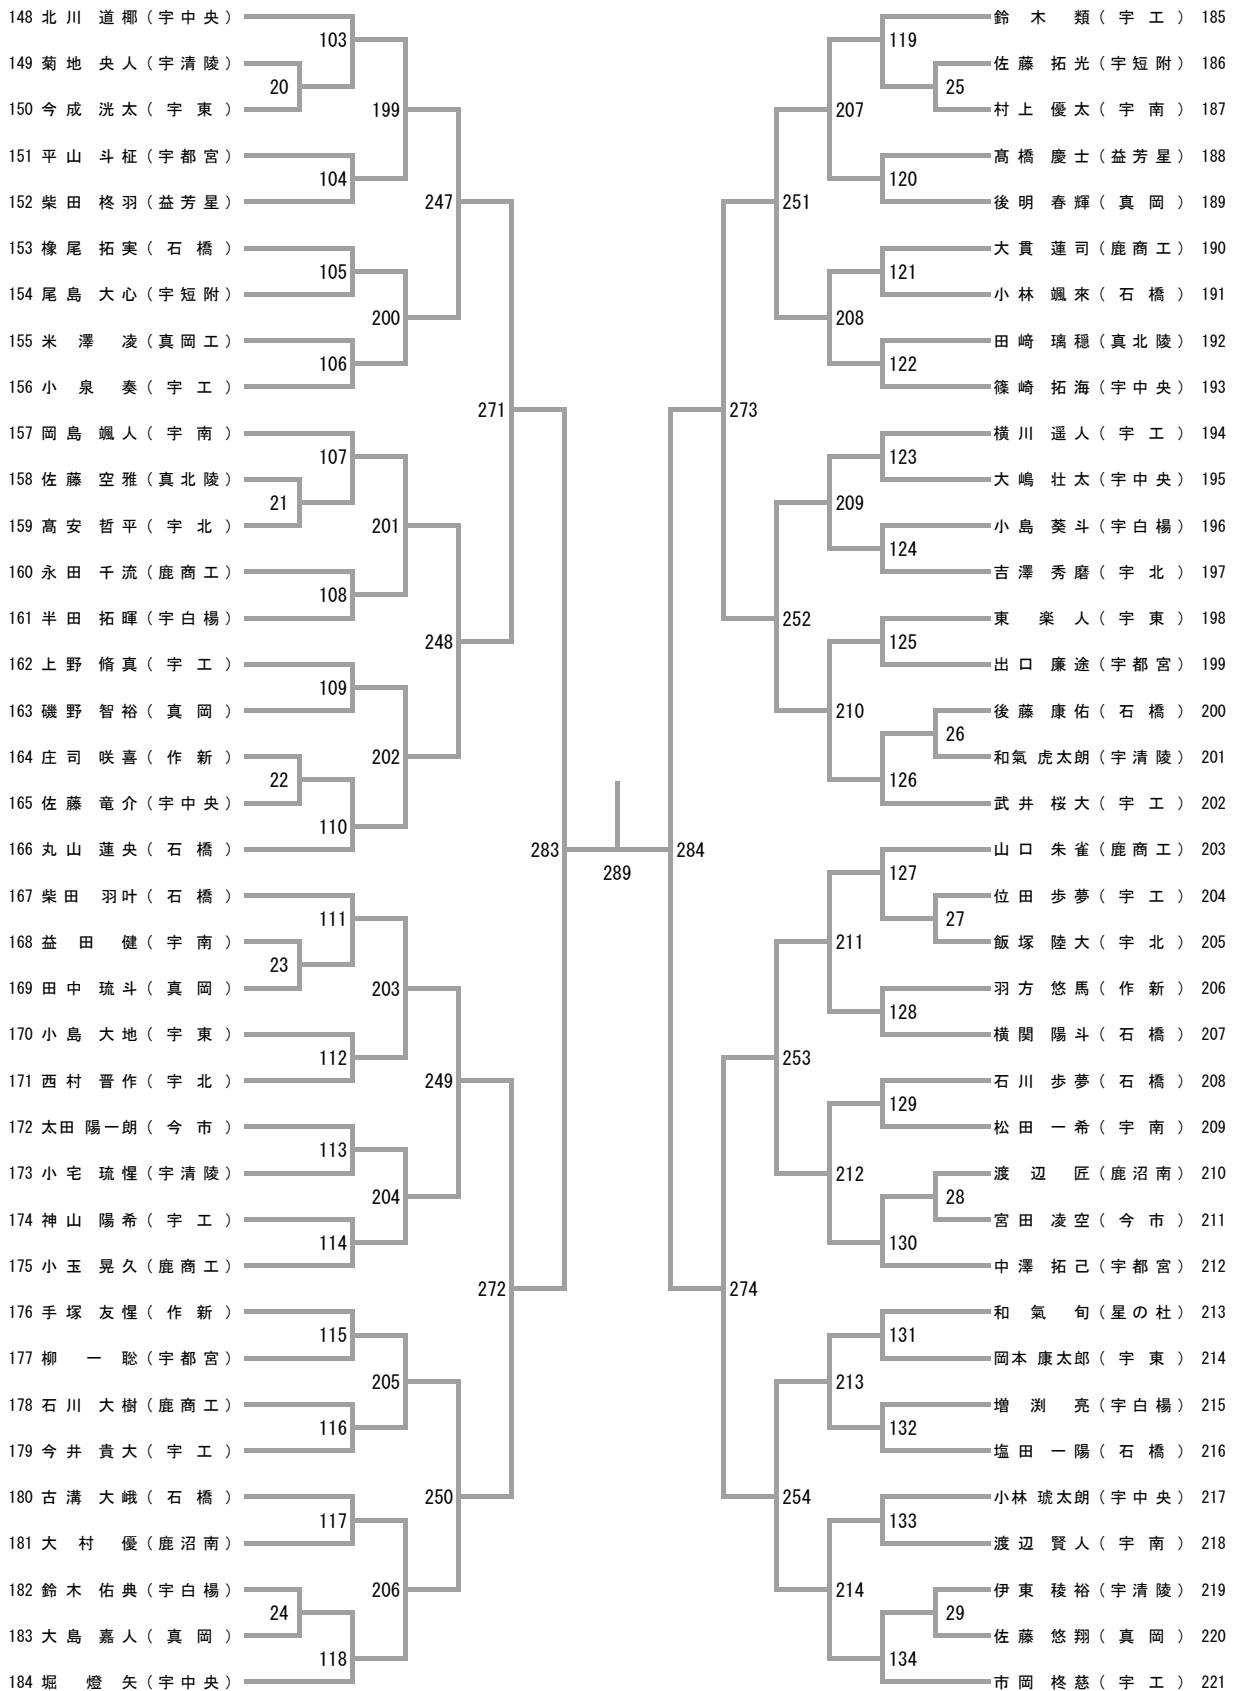 148 北川 道椰 (宇中央)
103
149 菊地 央人 (宇清陵)
20
150 今成 洸太 (宇東)
199
151 平山 斗柾 (宇都宮)
104
152 柴田 柊羽 (益芳星)
247
153 橡尾 拓実 (石橋)
105
154 尾島 大心 (宇短附)
200
155 米澤 凌 (真岡工)
106
156 小泉 奏 (宇工)
271
157 岡島 颯人 (宇南)
107
158 佐藤 空雅 (真北陵)
21
159 髙安 哲平 (宇北)
201
160 永田 千流 (鹿商工)
108
161 半田 拓暉 (宇白楊)
248
162 上野 脩真 (宇工)
109
163 磯野 智裕 (真岡)
202
164 庄司 咲喜 (作新)
22
165 佐藤 竜介 (宇中央)
110
166 丸山 蓮央 (石橋)
283
289
167 柴田 羽叶 (石橋)
111
168 益田 健 (宇南)
23
169 田中 琉斗 (真岡)
203
170 小島 大地 (宇東)
112
171 西村 晋作 (宇北)
249
172 太田 陽一朗 (今市)
113
173 小宅 琉惺 (宇清陵)
204
174 神山 陽希 (宇工)
114
175 小玉 晃久 (鹿商工)
272
176 手塚 友惺 (作新)
115
177 柳 一聡 (宇都宮)
205
178 石川 大樹 (鹿商工)
116
179 今井 貴大 (宇工)
250
180 古溝 大峨 (石橋)
117
181 大村 優 (鹿沼南)
206
182 鈴木 佑典 (宇白楊)
24
183 大島 嘉人 (真岡)
118
184 堀 燈矢 (宇中央)
鈴木 類 (宇工) 185
119
佐藤 拓光 (宇短附) 186
25
村上 優太 (宇南) 187
207
髙橋 慶士 (益芳星) 188
120
後明 春輝 (真岡) 189
251
大貫 蓮司 (鹿商工) 190
121
小林 颯來 (石橋) 191
208
田﨑 璃穏 (真北陵) 192
122
篠崎 拓海 (宇中央) 193
273
横川 遥人 (宇工) 194
123
大嶋 壮太 (宇中央) 195
209
小島 葵斗 (宇白楊) 196
124
吉澤 秀磨 (宇北) 197
252
東 楽人 (宇東) 198
125
出口 廉途 (宇都宮) 199
210
後藤 康佑 (石橋) 200
26
和氣 虎太朗 (宇清陵) 201
126
武井 桜大 (宇工) 202
284
山口 朱雀 (鹿商工) 203
127
位田 歩夢 (宇工) 204
27
飯塚 陸大 (宇北) 205
211
羽方 悠馬 (作新) 206
128
横関 陽斗 (石橋) 207
253
石川 歩夢 (石橋) 208
129
松田 一希 (宇南) 209
212
渡辺 匠 (鹿沼南) 210
28
宮田 凌空 (今市) 211
130
中澤 拓己 (宇都宮) 212
274
和氣 旬 (星の杜) 213
131
岡本 康太郎 (宇東) 214
213
増渕 亮 (宇白楊) 215
132
塩田 一陽 (石橋) 216
254
小林 琥太朗 (宇中央) 217
133
渡辺 賢人 (宇南) 218
214
伊東 稜裕 (宇清陵) 219
29
佐藤 悠翔 (真岡) 220
134
市岡 柊慈 (宇工) 221